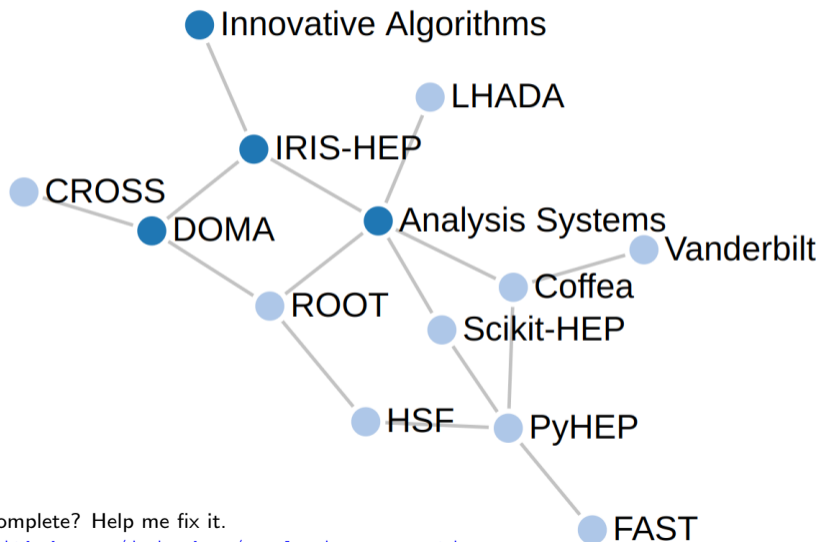 Innovative Algorithms
LHADA
IRIS-HEP
CROSS
DOMA
Analysis Systems
Vanderbilt
Coffea
ROOT
Scikit-HEP
HSF
PyHEP
omplete? Help me fix it.
FAST